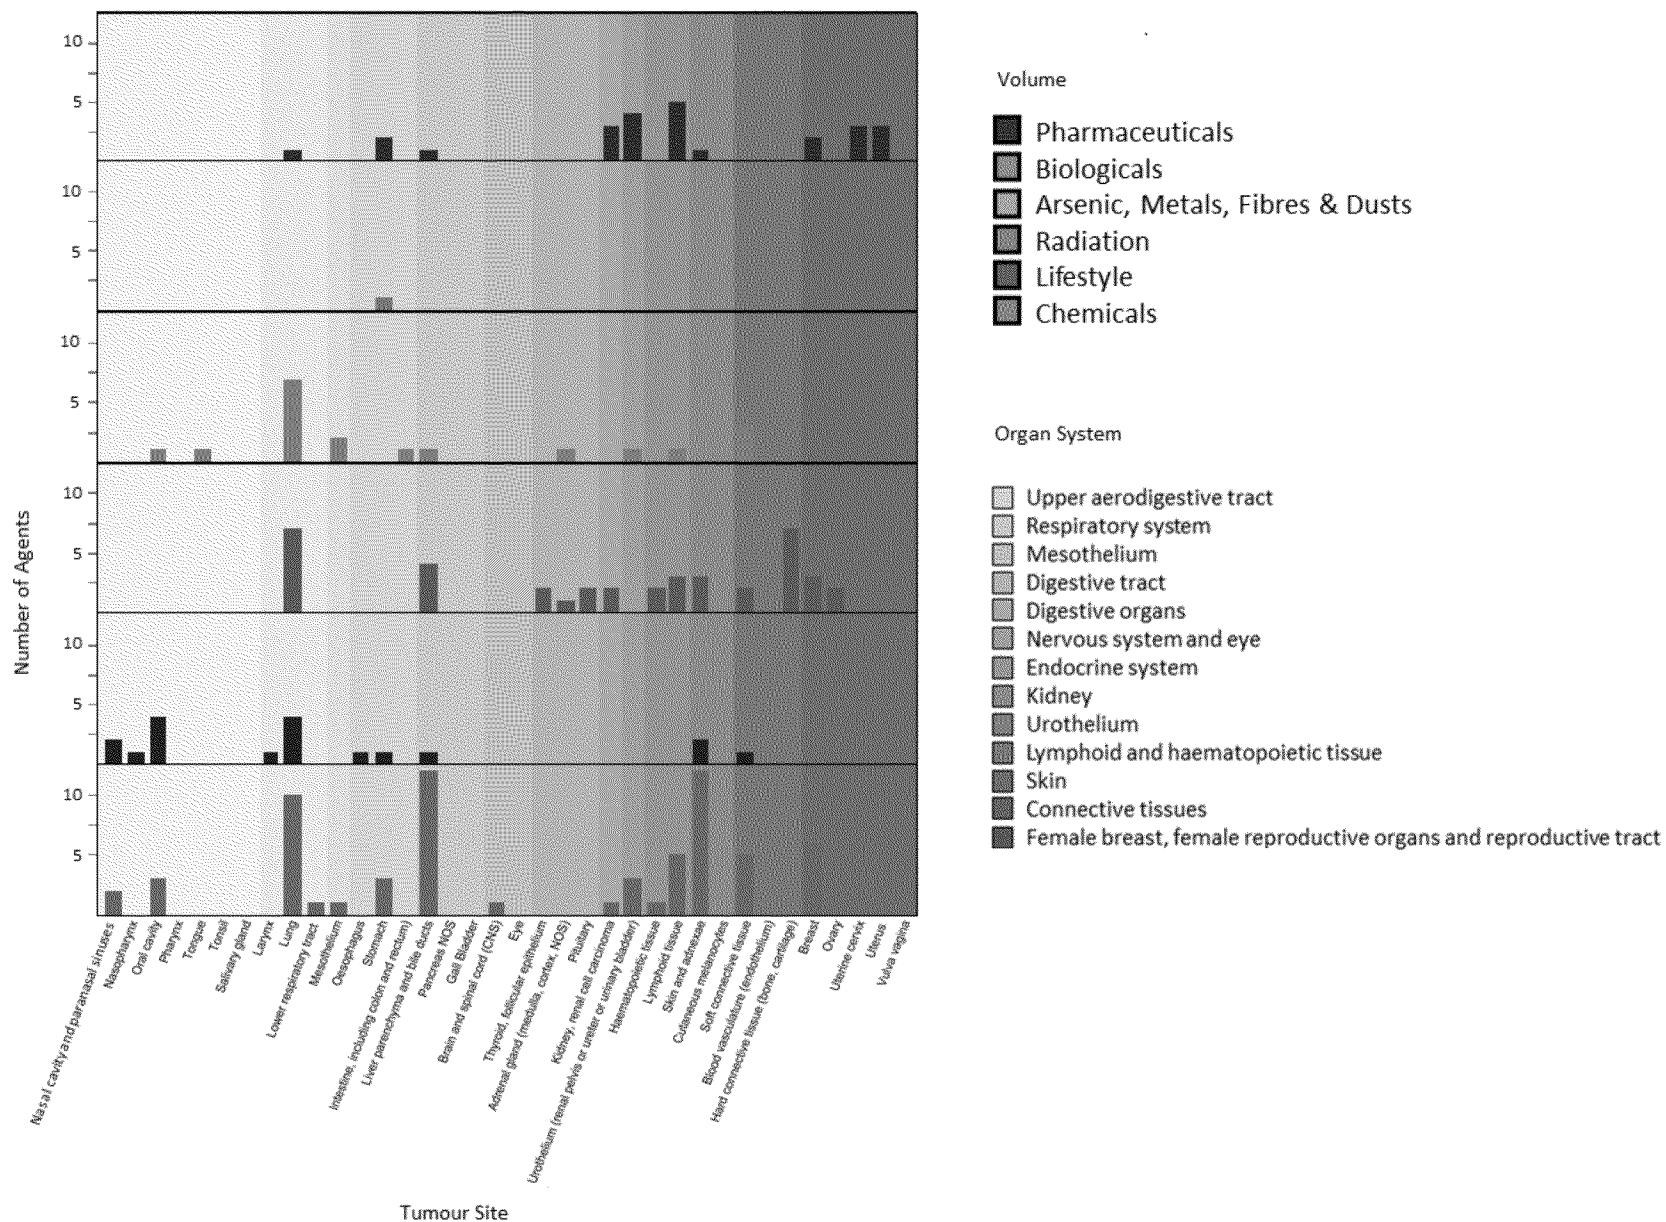 10
5
10
5
10
5
10
5
10
5
10
5
Number of Agents
Nasal cavity and paranasal sinuses
Nasopharynx
Oral cavity
Pharynx
Tongue
Tonsil
Salivary gland
Larynx
Lung
Lower respiratory tract
Mesothelium
Oesophagus
Stomach
Intestine, including colon and rectum)
Liver parenchyma and bile ducts
Pancreas NOS
Gall Bladder
Brain and spinal cord (CNS)
Eye
Thyroid, follicular epithelium
Adrenal gland (medulla, cortex, NOS)
Pituitary
Kidney, renal cell carcinoma
Urothelium (renal pelvis or ureter or urinary bladder)
Haematopoietic tissue
Lymphoid tissue
Skin and adnexae
Cutaneous melanocytes
Soft connective tissue
Blood vasculature (endothelium)
Hard connective tissue (bone, cartilage)
Breast
Ovary
Uterine cervix
Uterus
Vulva vagina
Tumour Site
Volume
Pharmaceuticals
Biologicals
Arsenic, Metals, Fibres & Dusts
Radiation
Lifestyle
Chemicals
Organ System
Upper aerodigestive tract
Respiratory system
Mesothelium
Digestive tract
Digestive organs
Nervous system and eye
Endocrine system
Kidney
Urothelium
Lymphoid and haematopoietic tissue
Skin
Connective tissues
Female breast, female reproductive organs and reproductive tract